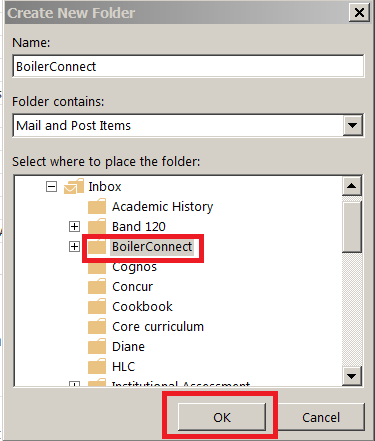 Create New Folder
Name:
BoilerConnect
Folder contains:
Mail and Post Items
Select where to place the folder:
Inbox
Academic History
Band 120
BoilerConnect
Cognos
Concur
Cookbook
Core curriculum
Diane
HLC
Institutional Assessment
OK
Cancel